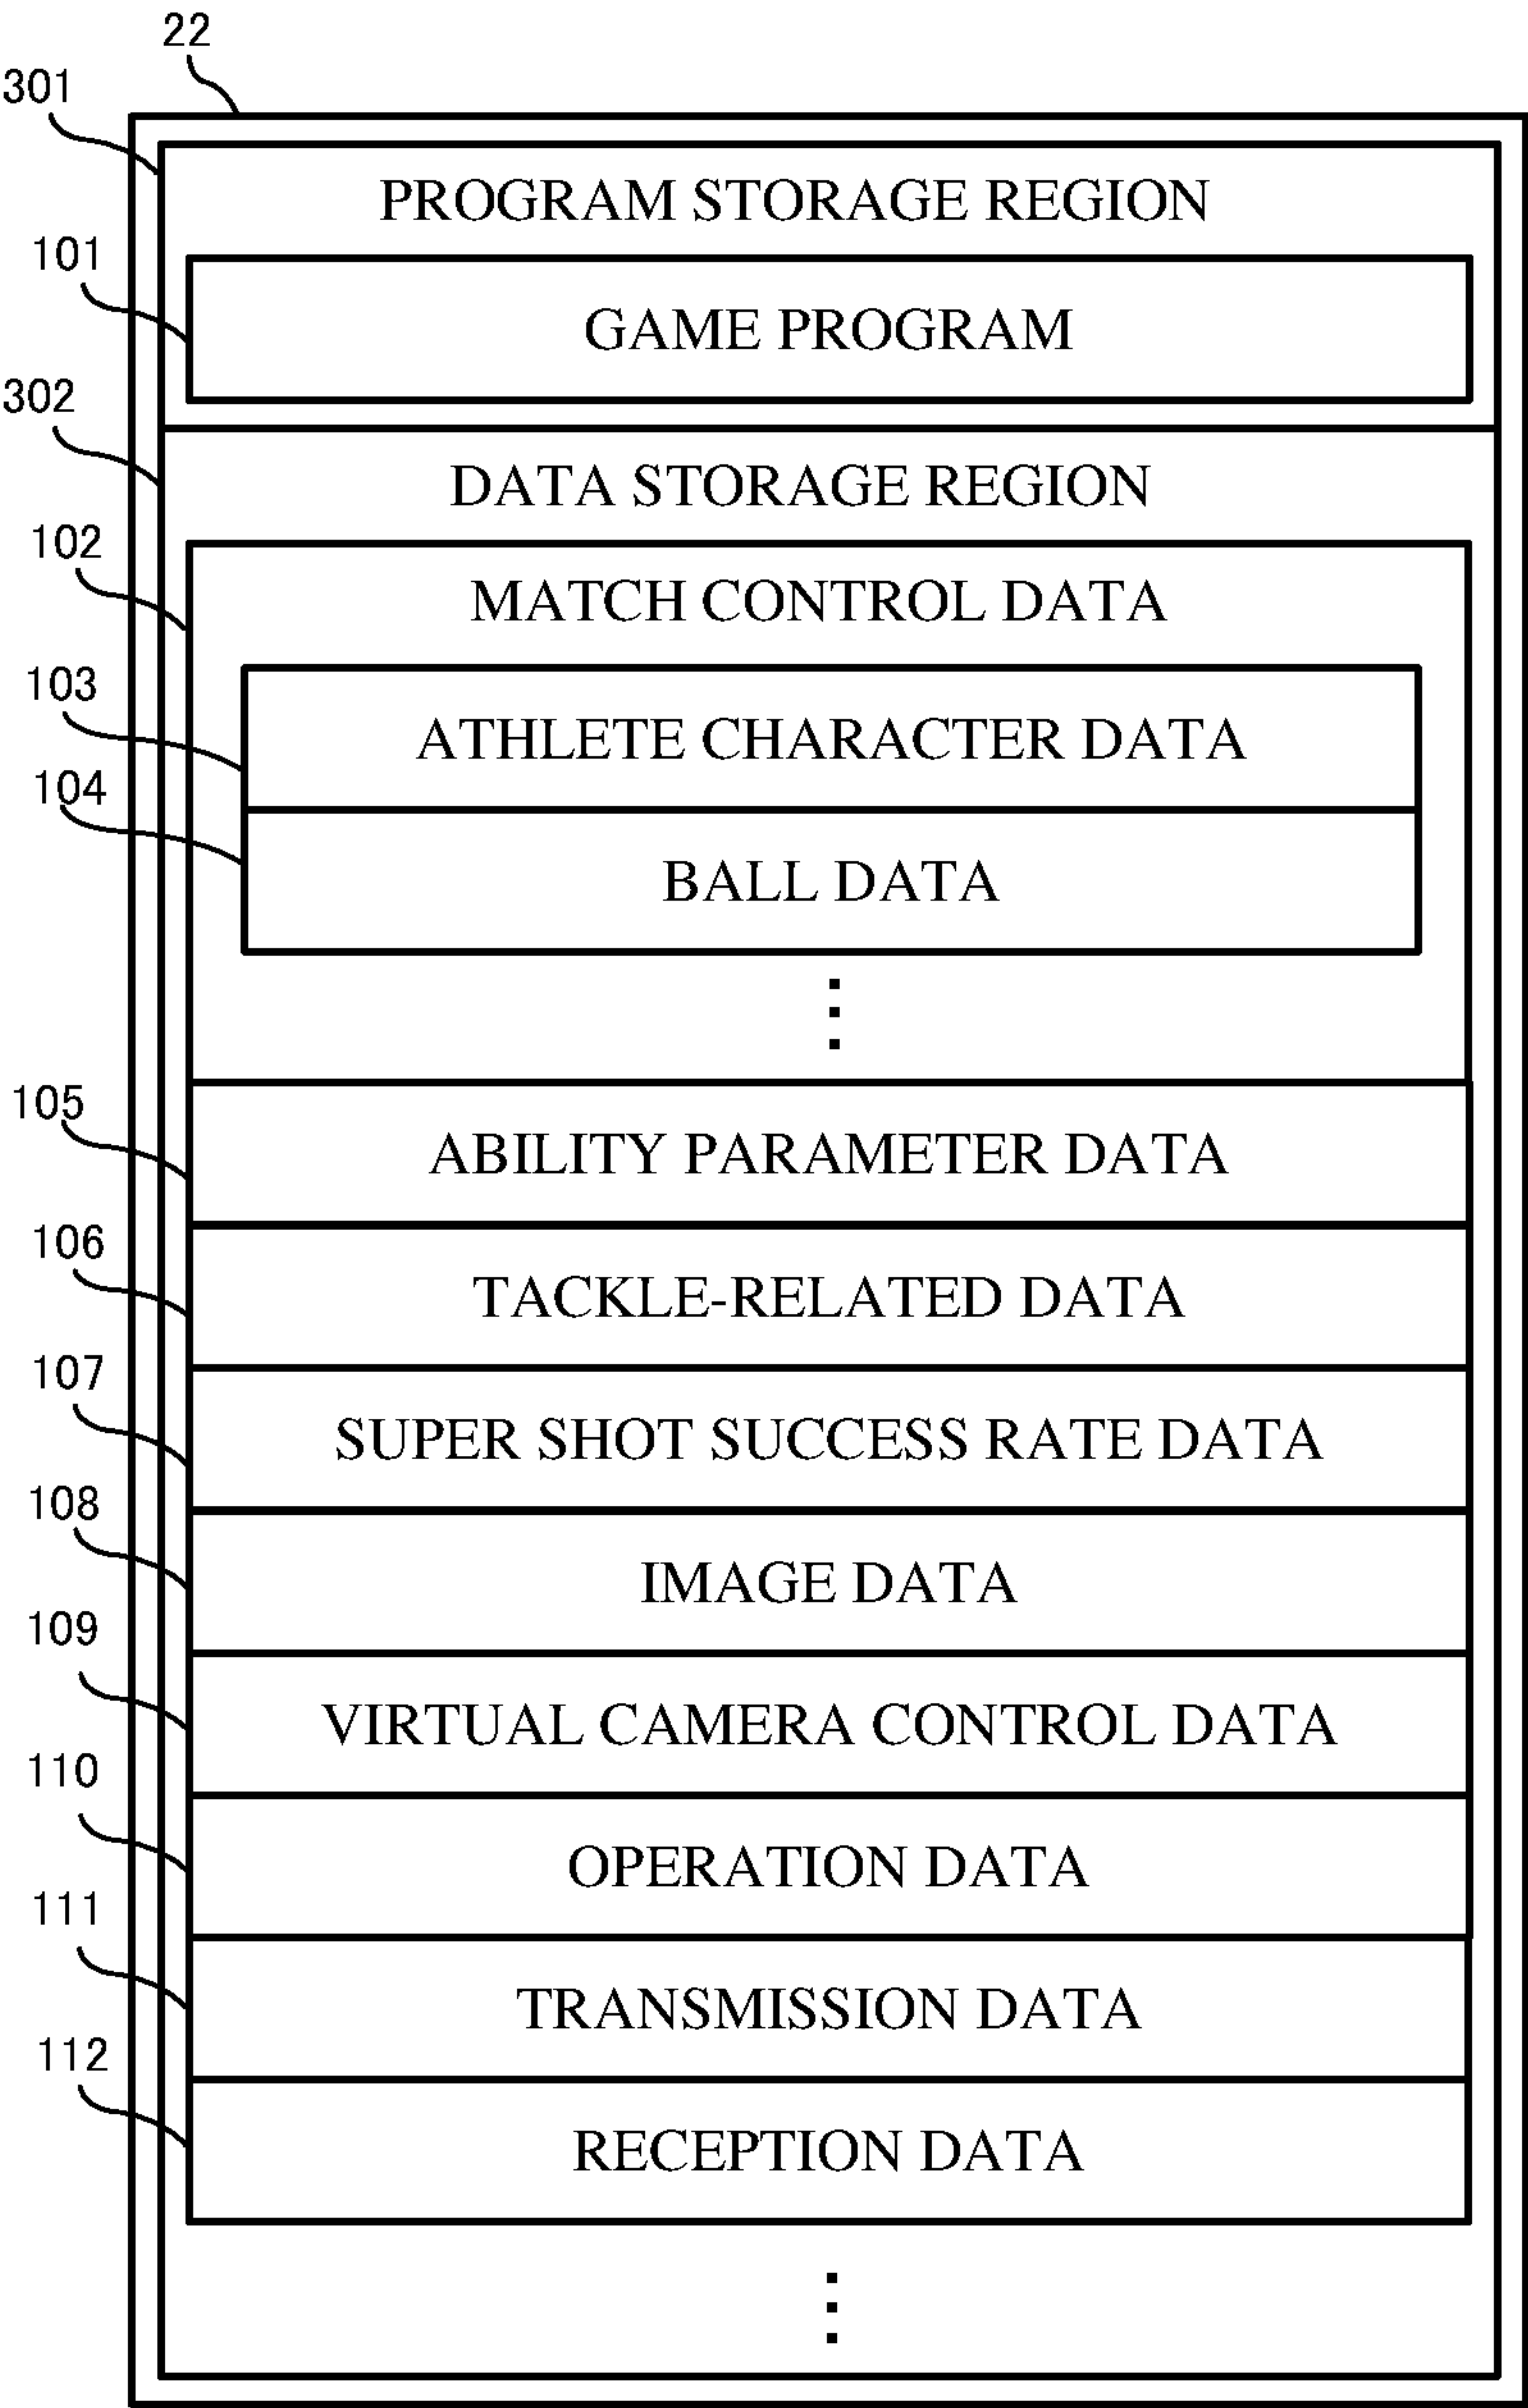 22
301
PROGRAM STORAGE REGION
101
GAME PROGRAM
302
DATA STORAGE REGION
102
MATCH CONTROL DATA
103
ATHLETE CHARACTER DATA
104
BALL DATA
105
ABILITY PARAMETER DATA
106
TACKLE-RELATED DATA
107
SUPER SHOT SUCCESS RATE DATA
108
IMAGE DATA
109
VIRTUAL CAMERA CONTROL DATA
110
OPERATION DATA
111
TRANSMISSION DATA
112
RECEPTION DATA